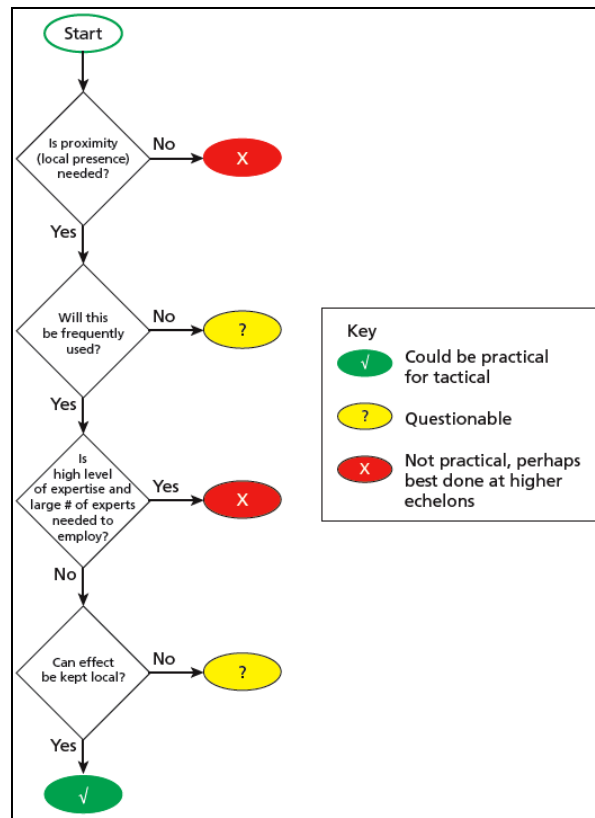 Start
Is proximity
(local presence)
needed?
No
X
Yes
Will this
be frequently
used?
No
?
Yes
Is
high level
of expertise and
large # of experts
needed to
employ?
Yes
X
No
Can effect
be kept local?
No
?
Yes
√
Key
√
Could be practical
for tactical
?
Questionable
X
Not practical, perhaps
best done at higher
echelons